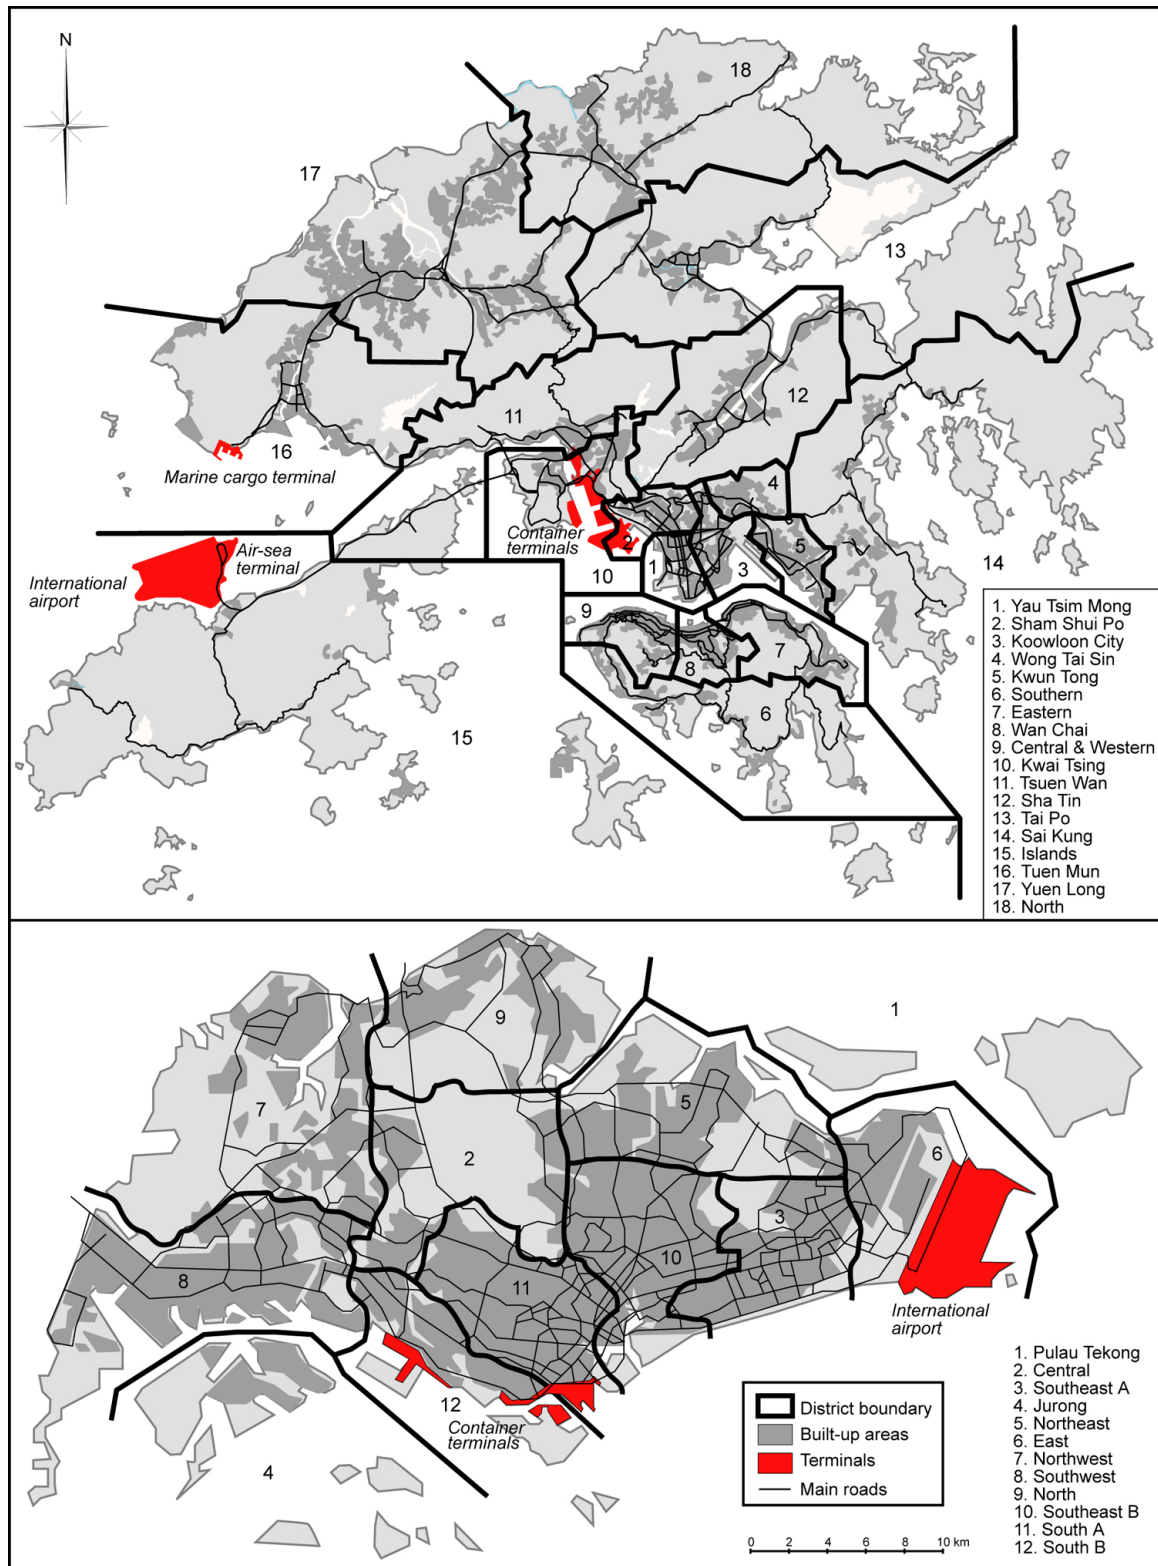 N
18
17
13
12
11
16
Marine cargo terminal
4
Container
terminals
2
5
Air-sea
terminal
International
airport
10
1
3
14
9
7
8
6
15
1. Yau Tsim Mong
2. Sham Shui Po
3. Koowloon City
4. Wong Tai Sin
5. Kwun Tong
6. Southern
7. Eastern
8. Wan Chai
9. Central & Western
10. Kwai Tsing
11. Tsuen Wan
12. Sha Tin
13. Tai Po
14. Sai Kung
15. Islands
16. Tuen Mun
17. Yuen Long
18. North
1
9
5
7
2
6
3
10
8
11
International
airport
12
Container
terminals
4
District boundary
Built-up areas
Terminals
Main roads
0 2 4 6 8 10 km
1. Pulau Tekong
2. Central
3. Southeast A
4. Jurong
5. Northeast
6. East
7. Northwest
8. Southwest
9. North
10. Southeast B
11. South A
12. South B